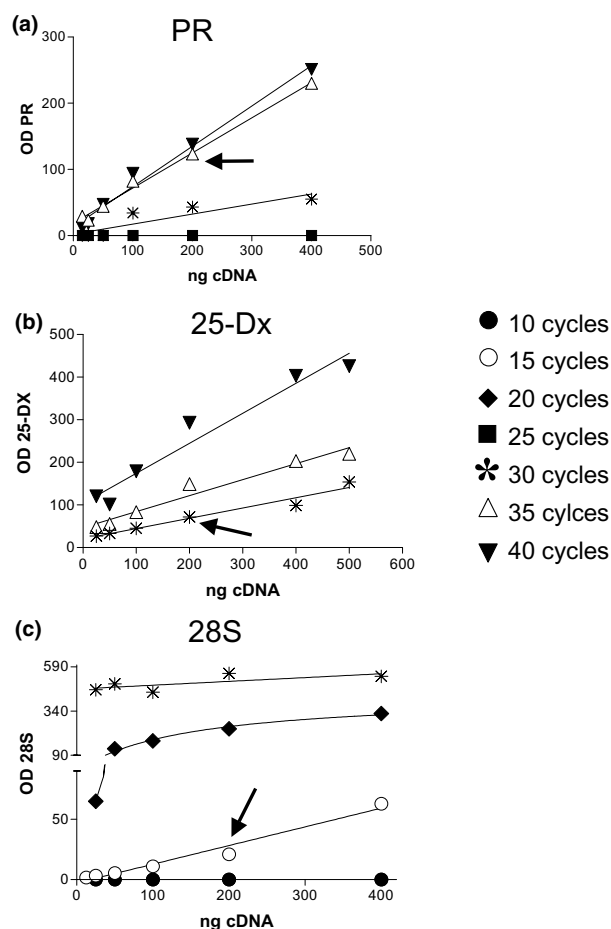 (a)
PR
300
200
100
0
OD PR
0 100 200 300 400 500
ng cDNA
(b)
25-Dx
500
400
300
200
100
0
OD 25-DX
0 100 200 300 400 500 600
ng cDNA
10 cycles
15 cycles
20 cycles
25 cycles
30 cycles
35 cylces
40 cycles
(c)
28S
590
340
90
50
0
OD 28S
0 100 200 300 400
ng cDNA